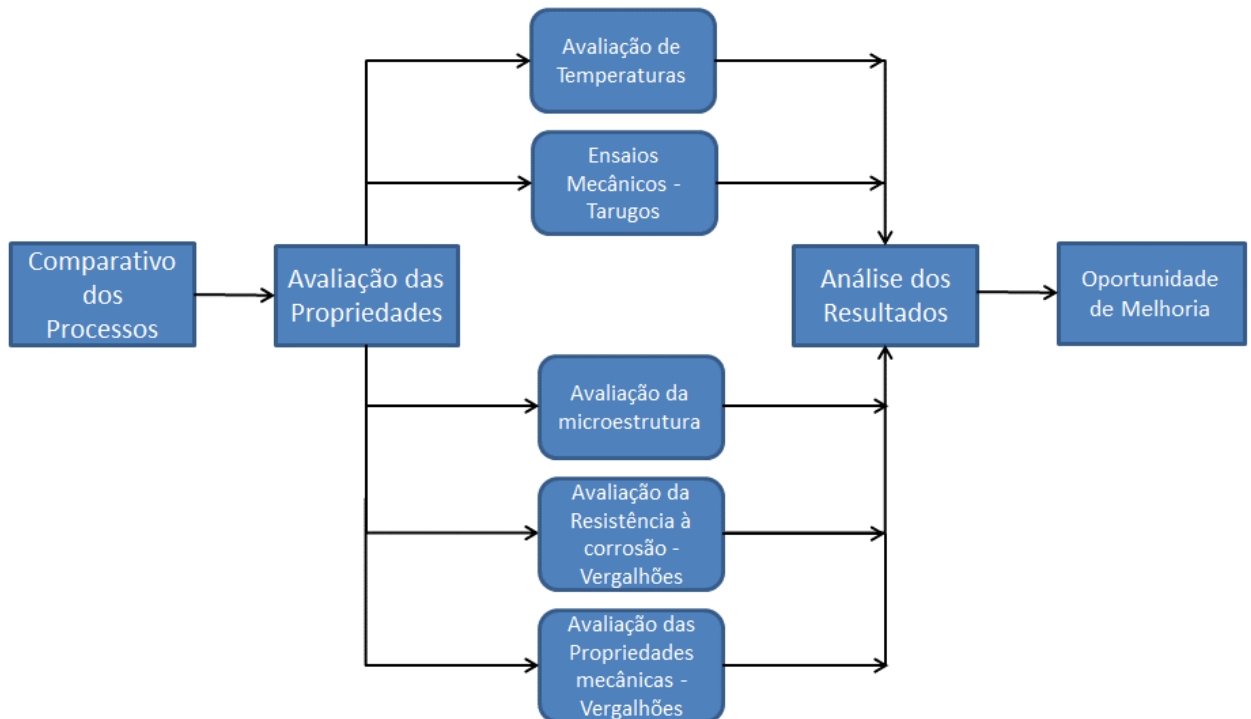 Comparativo
dos
Processos
Avaliação das
Propriedades
Avaliação de
Temperaturas
Ensaios
Mecânicos -
Tarugos
Avaliação da
microestrutura
Avaliação da
Resistência à
corrosão -
Vergalhões
Avaliação das
Propriedades
mecânicas -
Vergalhões
Análise dos
Resultados
Oportunidade
de Melhoria